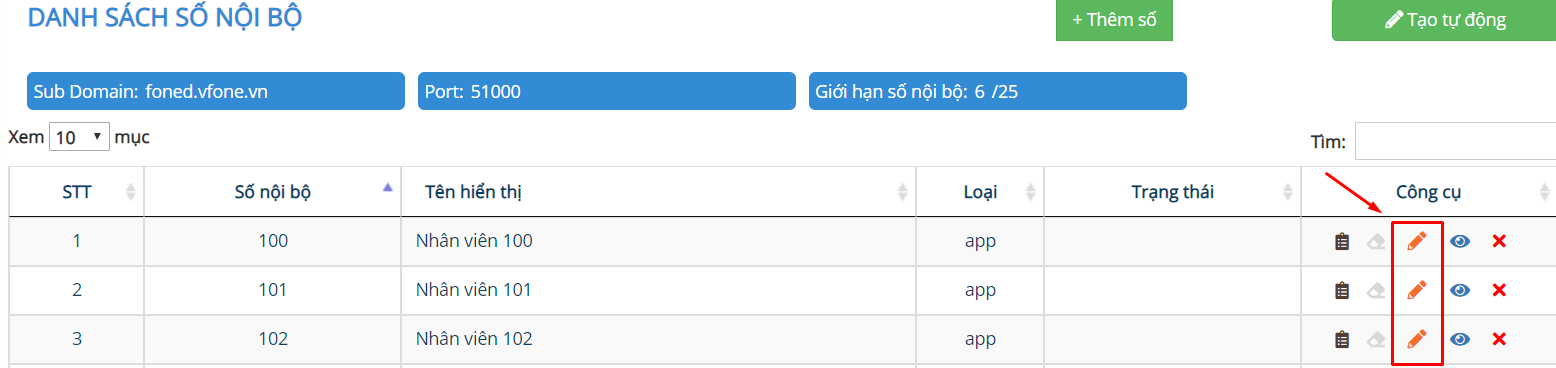 DANH SÁCH SỐ NỘI BỘ
+ Thêm số
Tạo tự động
Sub Domain: foned.vfone.vn
Port: 51000
Giới hạn số nội bộ: 6 /25
Xem 10 mục
Tìm:
STT Số nội bộ Tên hiển thị Loại Trạng thái Công cụ
1 100 Nhân viên 100 app
2 101 Nhân viên 101 app
3 102 Nhân viên 102 app